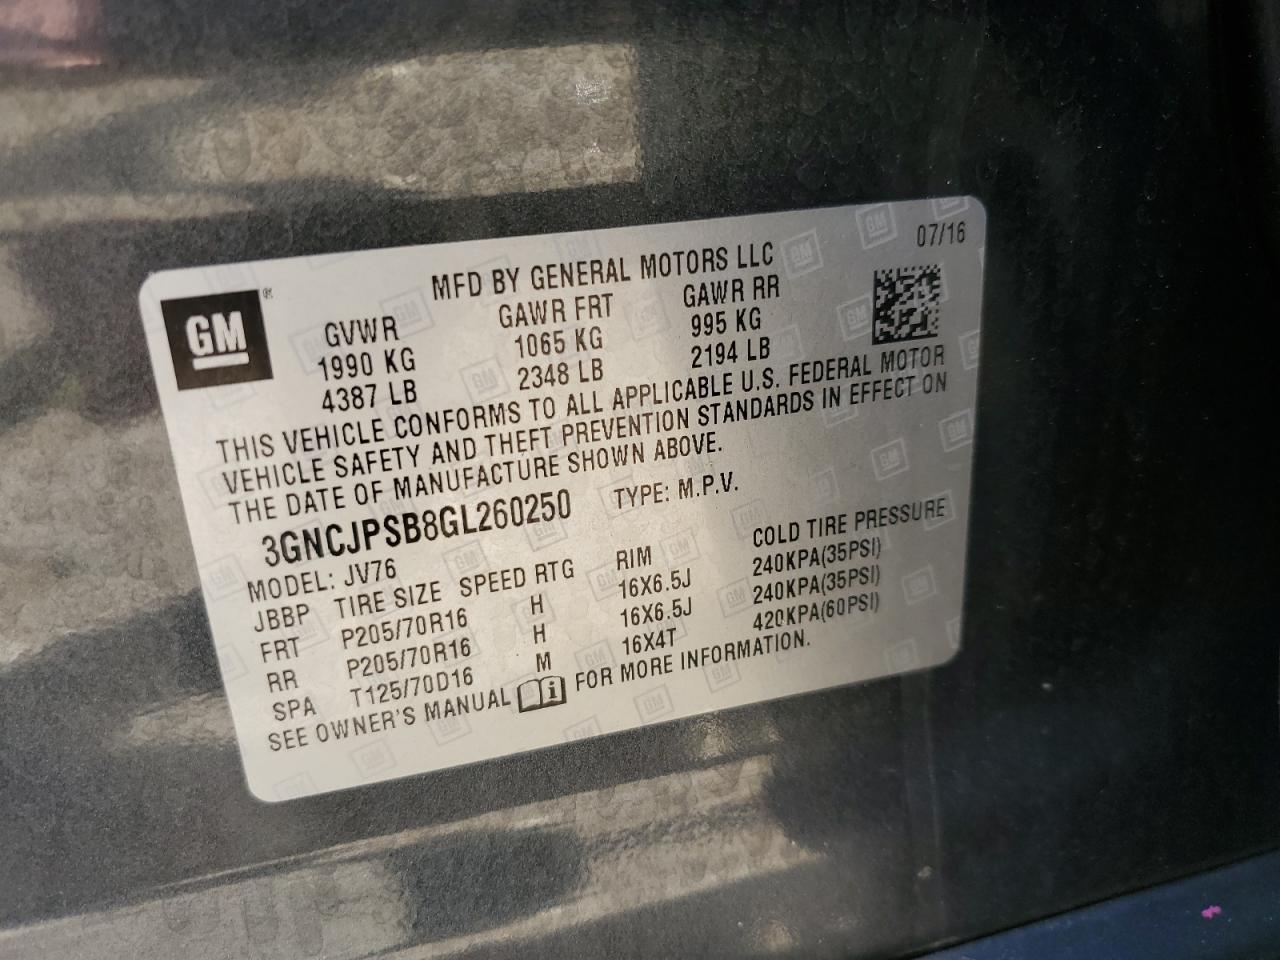 07/16
MFD BY GENERAL MOTORS LLC
GM®
GVWR GAWR FRT GAWR RR
1990 KG 1065 KG 995 KG
4387 LB 2348 LB 2194 LB
THIS VEHICLE CONFORMS TO ALL APPLICABLE U.S. FEDERAL MOTOR
VEHICLE SAFETY AND THEFT PREVENTION STANDARDS IN EFFECT ON
THE DATE OF MANUFACTURE SHOWN ABOVE.
3GNCJPSB8GL260250 TYPE: M.P.V.
MODEL: JV76
JBBP TIRE SIZE SPEED RTG RIM COLD TIRE PRESSURE
FRT P205/70R16 H 16X6.5J 240KPA(35PSI)
RR P205/70R16 H 16X6.5J 240KPA(35PSI)
SPA T125/70D16 M 16X4T 420KPA(60PSI)
SEE OWNER'S MANUAL i FOR MORE INFORMATION.